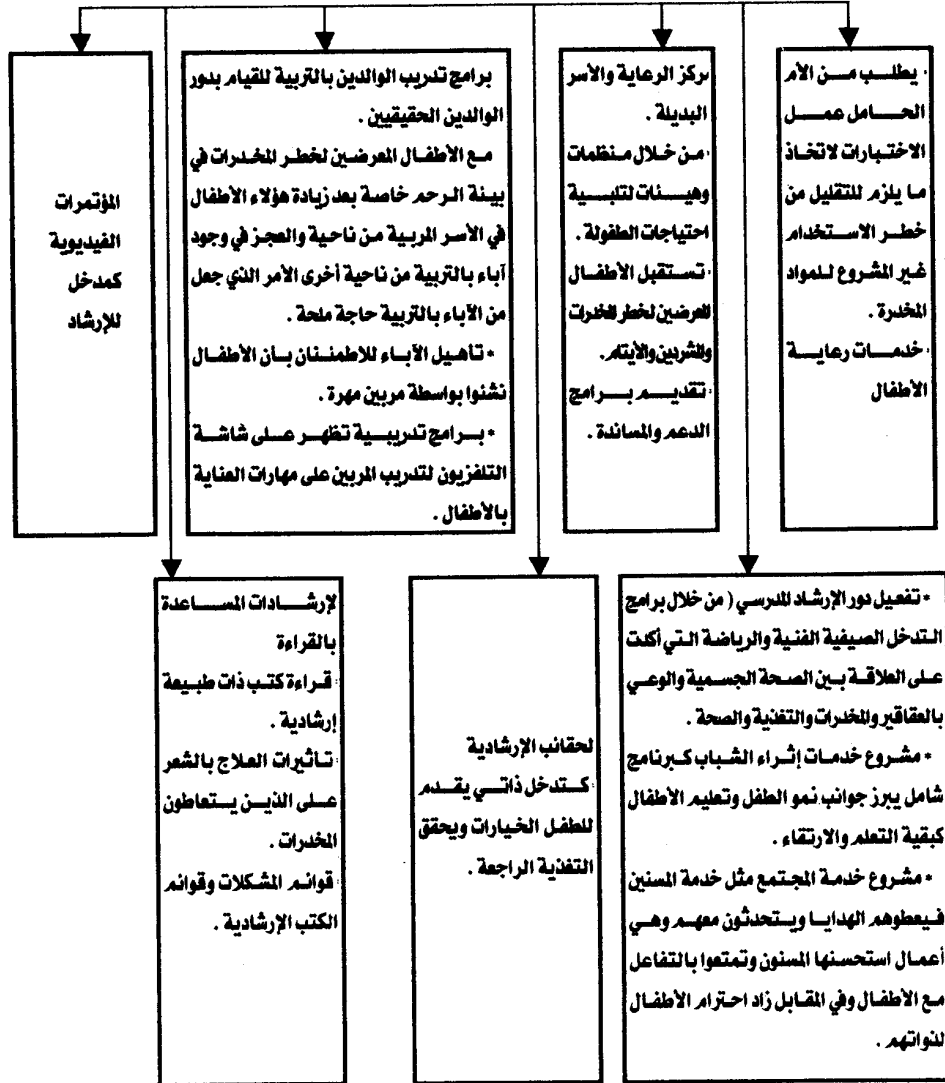 · يطلب من الأم
الحامل عمل
الاختبارات لاتخاذ
ما يلزم للتقليل من
خطر الاستخدام
غير المشروع للمواد
المخدرة .
· خدمات رعاية
الأطفال
مركز الرعاية والأسر
البديلة .
· من خلال منظمات
وهيئات لتلبية
احتياجات الطفولة .
· تستقبل الأطفال
المعرضين لخطر المخدرات
والمشردين والأيتام.
· تقديم برامج
الدعم والمساندة .
برامج تدريب الوالدين بالتربية للقيام بدور
الوالدين الحقيقيين .
مع الأطفال المعرضين لخطر المخدرات في
بيئة الرحم خاصة بعد زيادة هؤلاء الأطفال
في الأسر المربية من ناحية والعجز في وجود
آباء بالتربية من ناحية أخرى الأمر الذي جعل
من الآباء بالتربية حاجة ملحة .
* تأهيل الآباء للاطمئنان بأن الأطفال
نشئوا بواسطة مربين مهرة .
* برامج تدريبية تظهر على شاشة
التلفزيون لتدريب المربين على مهارات العناية
بالأطفال .
المؤتمرات
الفيديوية
كمدخل
للإرشاد
* تفعيل دور الإرشاد المدرسي ( من خلال برامج
التدخل الصيفية الفنية والرياضة التي أكدت
على العلاقة بين الصحة الجسمية والوعي
بالعقاقير والمخدرات والتغذية والصحة .
* مشروع خدمات إثراء الشباب كبرنامج
شامل يبرز جوانب نمو الطفل وتعليم الأطفال
كبقية التعلم والارتقاء .
* مشروع خدمة المجتمع مثل خدمة المسنين
فيعطوهم الهدايا ويتحدثون معهم وهي
أعمال استحسنها المسنون وتمتعوا بالتفاعل
مع الأطفال وفي المقابل زاد احترام الأطفال
لذواتهم .
لحقائب الإرشادية
· كتدخل ذاتي يقدم
للطفل الخيارات ويحقق
التغذية الراجعة .
لإرشادات المساعدة
بالقراءة
· قراءة كتب ذات طبيعة
إرشادية .
· تأثيرات العلاج بالشعر
على الذين يتعاطون
المخدرات .
· قوائم المشكلات وقوائم
الكتب الإرشادية .